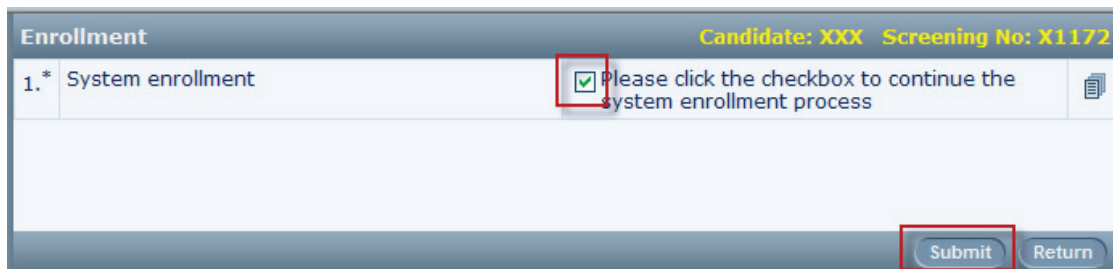 Enrollment Candidate: XXX Screening No: X1172
1.* System enrollment Please click the checkbox to continue the
system enrollment process
Submit Return